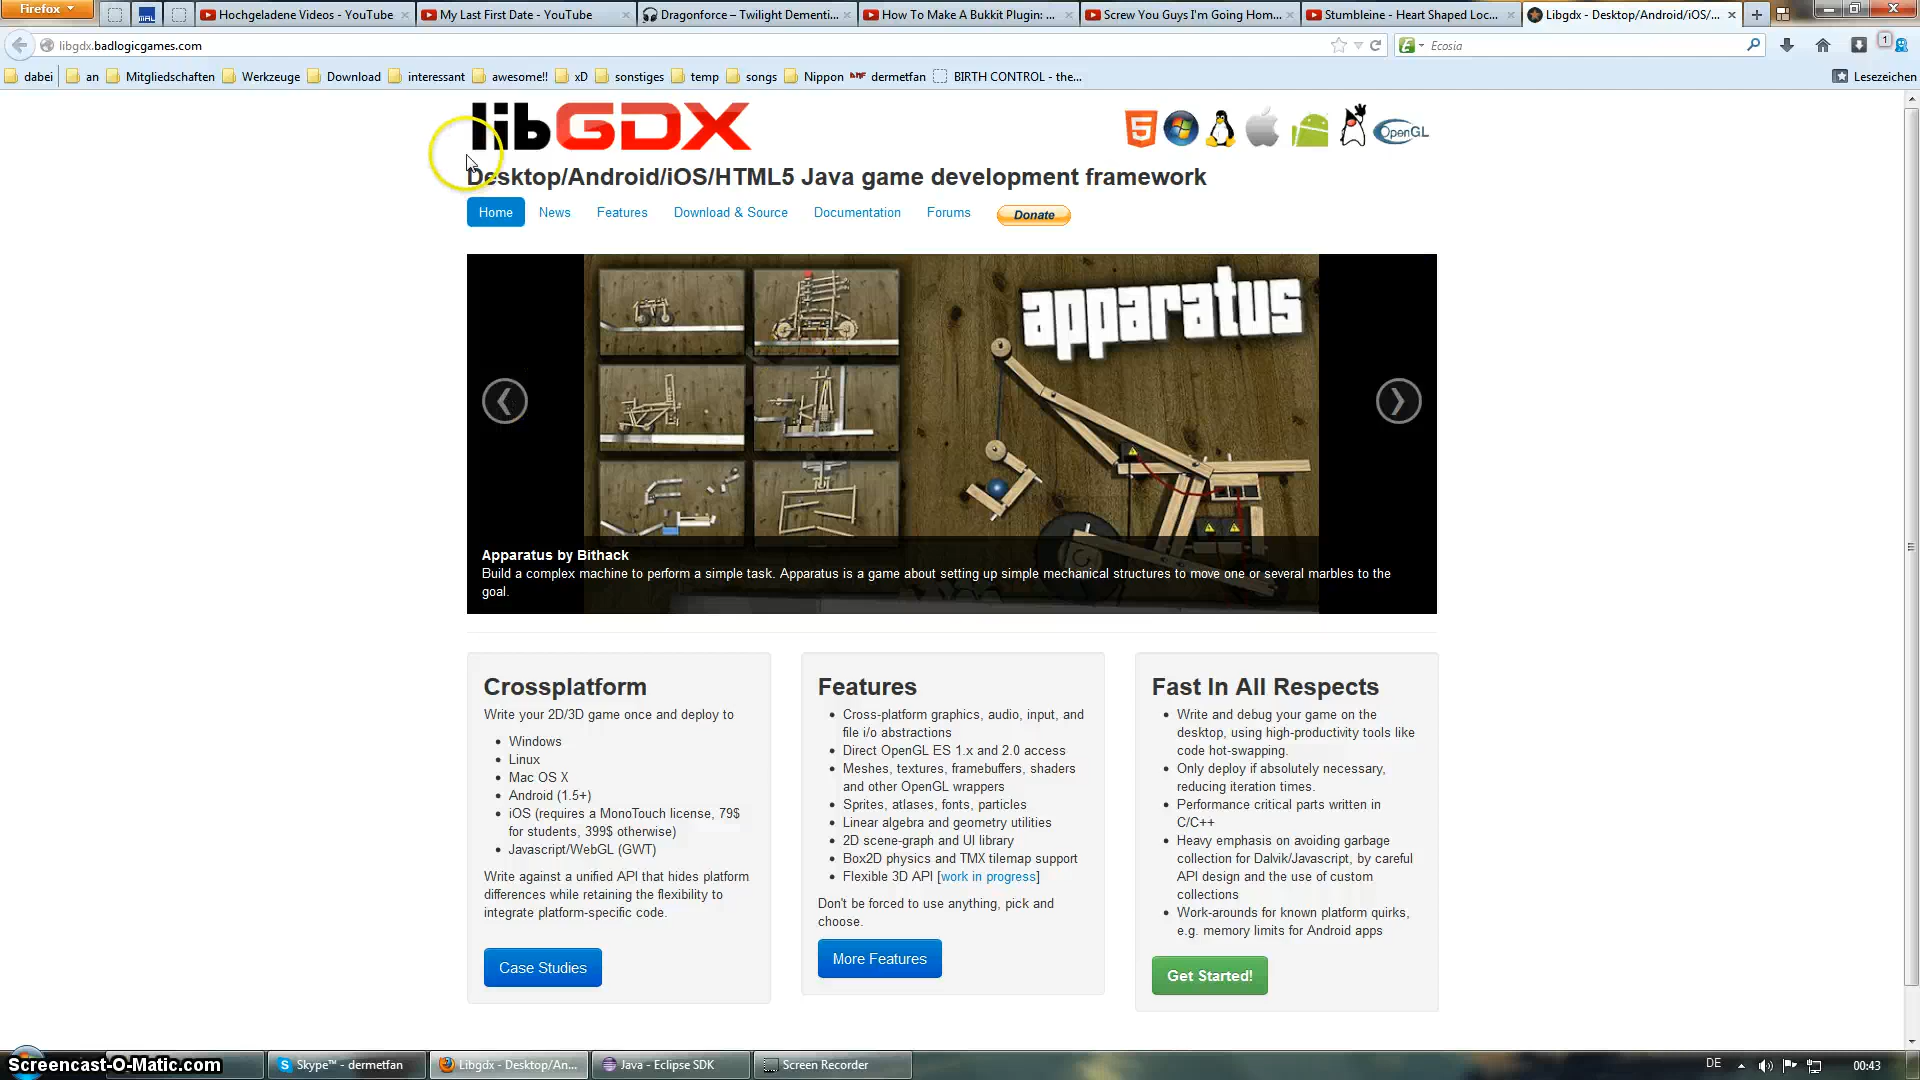 Firefox
MAL
Hochgeladene Videos - YouTube
My Last First Date - YouTube
Dragonforce – Twilight Dementi...
How To Make A Bukkit Plugin: ...
Screw You Guys I'm Going Hom...
Stumbleine - Heart Shaped Loc...
Libgdx - Desktop/Android/iOS/...
libgdx.badlogicgames.com
Ecosia
1
dabei
an
Mitgliedschaften
Werkzeuge
Download
interessant
awesome!!
xD
sonstiges
temp
songs
Nippon
dermetfan
BIRTH CONTROL - the...
Lesezeichen
libGDX
5
OpenGL
Desktop/Android/iOS/HTML5 Java game development framework
Home
News
Features
Download & Source
Documentation
Forums
Donate
apparatus
Apparatus by Bithack
Build a complex machine to perform a simple task. Apparatus is a game about setting up simple mechanical structures to move one or several marbles to the
goal.
Crossplatform
Write your 2D/3D game once and deploy to
Windows
Linux
Mac OS X
Android (1.5+)
iOS (requires a MonoTouch license, 79$
for students, 399$ otherwise)
Javascript/WebGL (GWT)
Write against a unified API that hides platform
differences while retaining the flexibility to
integrate platform-specific code.
Case Studies
Features
Cross-platform graphics, audio, input, and
file i/o abstractions
Direct OpenGL ES 1.x and 2.0 access
Meshes, textures, framebuffers, shaders
and other OpenGL wrappers
Sprites, atlases, fonts, particles
Linear algebra and geometry utilities
2D scene-graph and UI library
Box2D physics and TMX tilemap support
Flexible 3D API [work in progress]
Don't be forced to use anything, pick and
choose.
More Features
Fast In All Respects
Write and debug your game on the
desktop, using high-productivity tools like
code hot-swapping.
Only deploy if absolutely necessary,
reducing iteration times.
Performance critical parts written in
C/C++
Heavy emphasis on avoiding garbage
collection for Dalvik/Javascript, by careful
API design and the use of custom
collections
Work-arounds for known platform quirks,
e.g. memory limits for Android apps
Get Started!
Screencast-O-Matic.com
Skype™ - dermetfan
Libgdx - Desktop/An...
Java - Eclipse SDK
Screen Recorder
DE
00:43